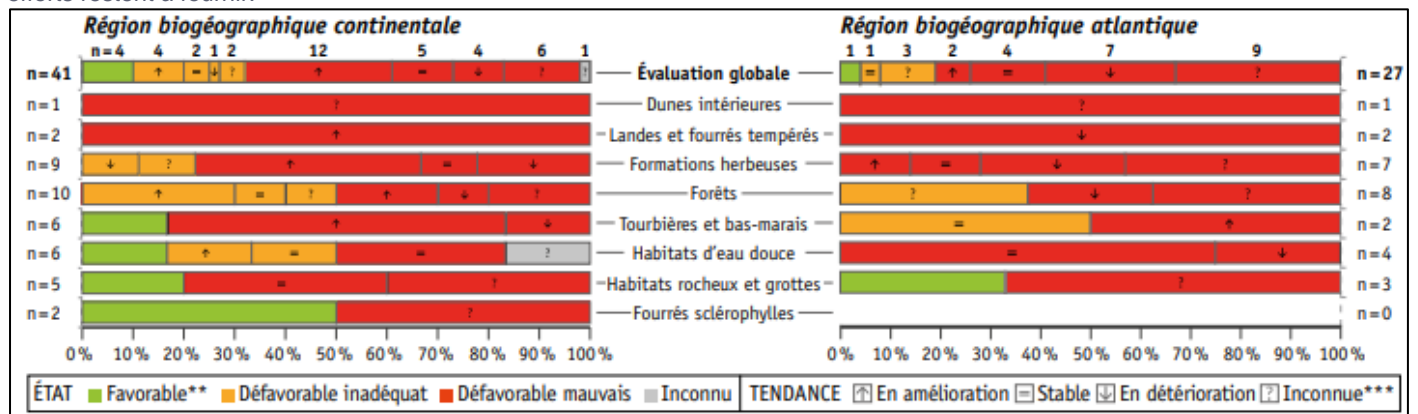 Région biogéographique continentale Région biogéographique atlantique
n=4 4 2 1 2 12 5 4 6 1 1 1 3 2 4 7 9
n=41 ↑ = ↓ ? ↑ = ↓ ? ? Évaluation globale = ? ↑ = ↓ ? n=27
n=1 ? Dunes intérieures ? n=1
n=2 ↑ Landes et fourrés tempérés ↓ n=2
n=9 ↓ ? ↑ = ↓ Formations herbeuses ↑ = ↓ ? n=7
n=10 ↑ = ? ↑ ↓ ? Forêts ? ↓ ? n=8
n=6 ↑ ↓ Tourbières et bas-marais = ↑ n=2
n=6 ↑ = = ? Habitats d'eau douce = ↓ n=4
n=5 = ? Habitats rocheux et grottes ? n=3
n=2 ? Fourrés sclérophylles n=0
0% 10% 20% 30% 40% 50% 60% 70% 80% 90% 100% 0% 10% 20% 30% 40% 50% 60% 70% 80% 90% 100%
ÉTAT Favorable** Défavorable inadéquat Défavorable mauvais Inconnu TENDANCE ↑ En amélioration = Stable ↓ En détérioration ? Inconnue***